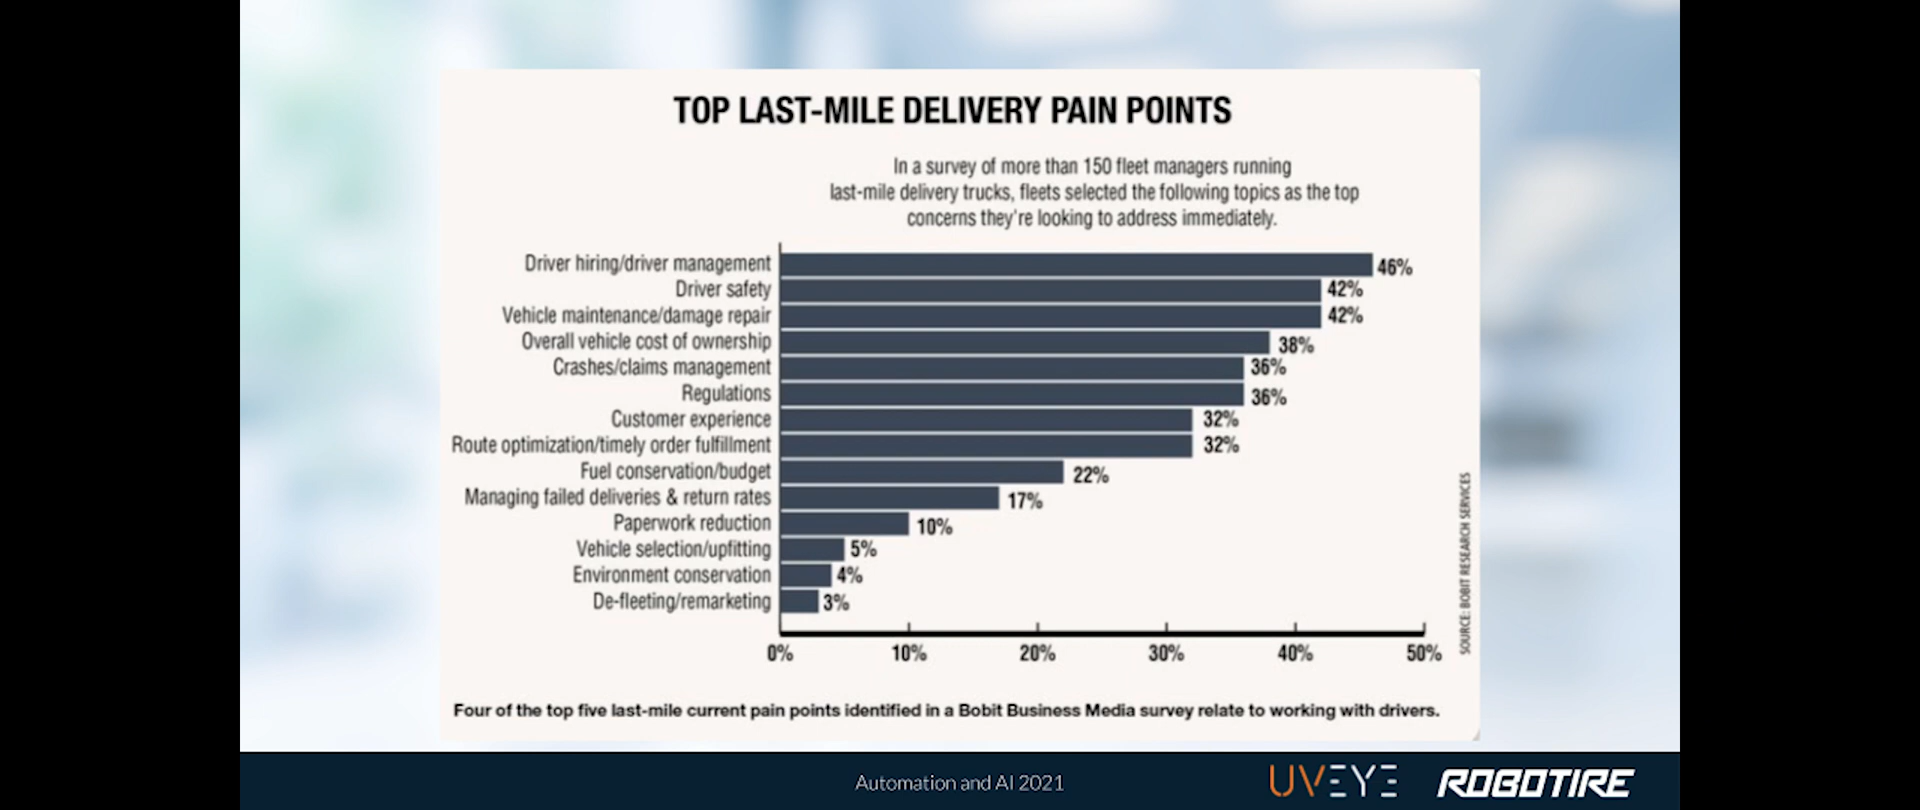 TOP LAST-MILE DELIVERY PAIN POINTS
In a survey of more than 150 fleet managers running
last-mile delivery trucks, fleets selected the following topics as the top
concerns they're looking to address immediately.
Driver hiring/driver management 46%
Driver safety 42%
Vehicle maintenance/damage repair 42%
Overall vehicle cost of ownership 38%
Crashes/claims management 36%
Regulations 36%
Customer experience 32%
Route optimization/timely order fulfillment 32%
Fuel conservation/budget 22%
Managing failed deliveries & return rates 17%
Paperwork reduction 10%
Vehicle selection/upfitting 5%
Environment conservation 4%
De-fleeting/remarketing 3%
0% 10% 20% 30% 40% 50%
SOURCE: BOBIT RESEARCH SERVICES
Four of the top five last-mile current pain points identified in a Bobit Business Media survey relate to working with drivers.
Automation and AI 2021
UVEYE
ROBOTIRE